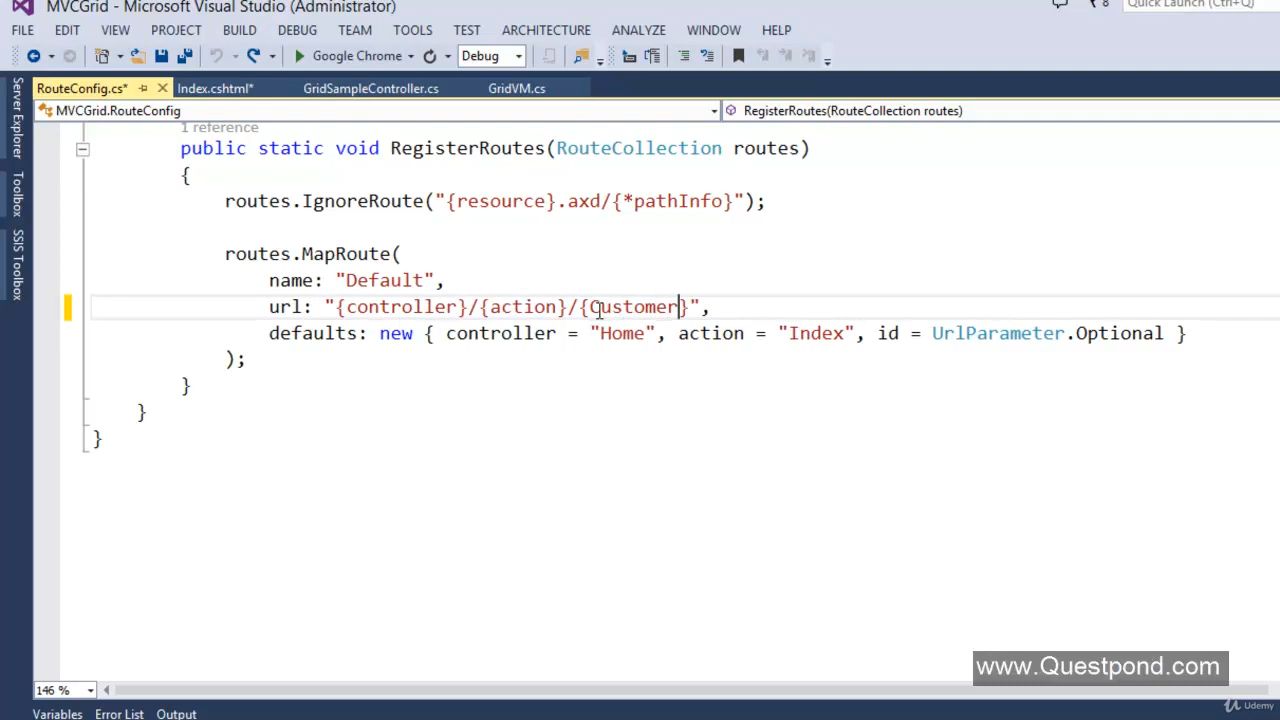 MVCGrid - Microsoft Visual Studio (Administrator)
8
Quick Launch (Ctrl+Q)
FILE EDIT VIEW PROJECT BUILD DEBUG TEAM TOOLS TEST ARCHITECTURE ANALYZE WINDOW HELP
Google Chrome Debug
RouteConfig.cs* Index.cshtml* GridSampleController.cs GridVM.cs
MVCGrid.RouteConfig RegisterRoutes(RouteCollection routes)
Server Explorer
Toolbox
SSIS Toolbox
1 reference
public static void RegisterRoutes(RouteCollection routes)
{
routes.IgnoreRoute("{resource}.axd/{*pathInfo}");
routes.MapRoute(
name: "Default",
url: "{controller}/{action}/{Customer}",
defaults: new { controller = "Home", action = "Index", id = UrlParameter.Optional }
);
}
}
}
www.Questpond.com
146 %
Variables Error List Output
Udemy